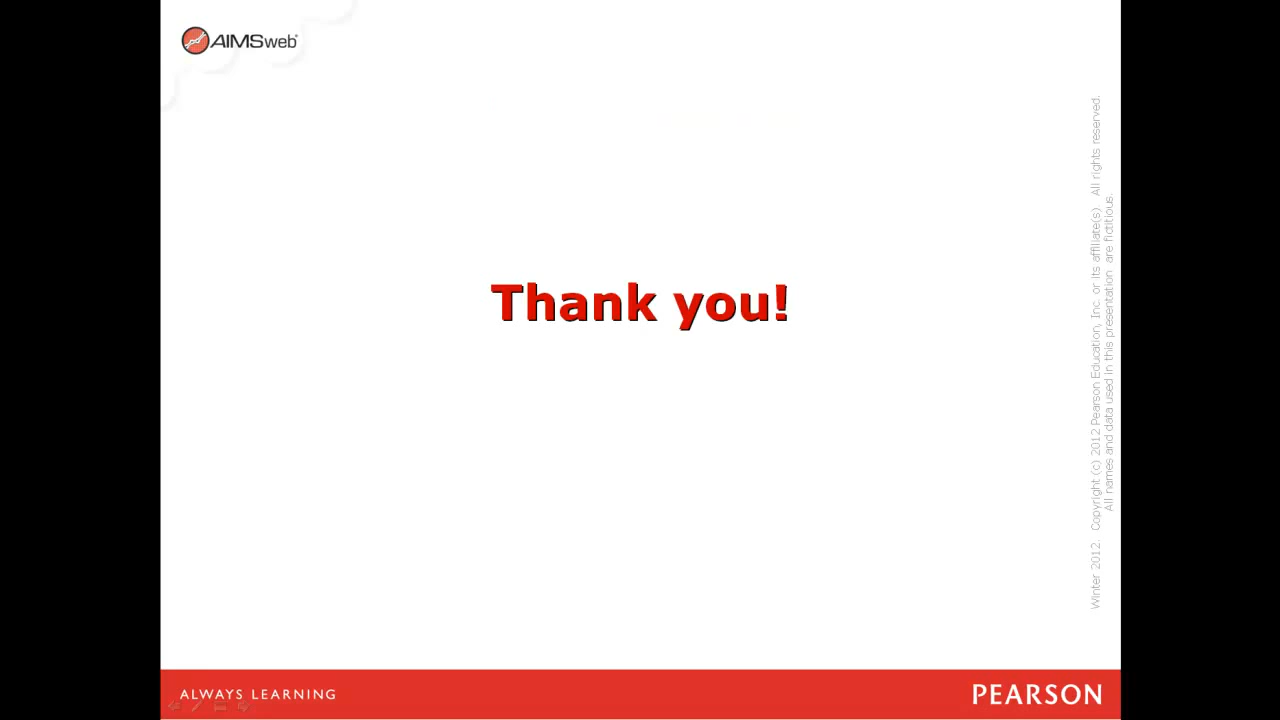 AIMSweb
Thank you!
Winter 2012. Copyright (c) 2012 Pearson Education, Inc. or its affiliate(s). All rights reserved.
All names and data used in this presentation are fictitious.
ALWAYS LEARNING
PEARSON